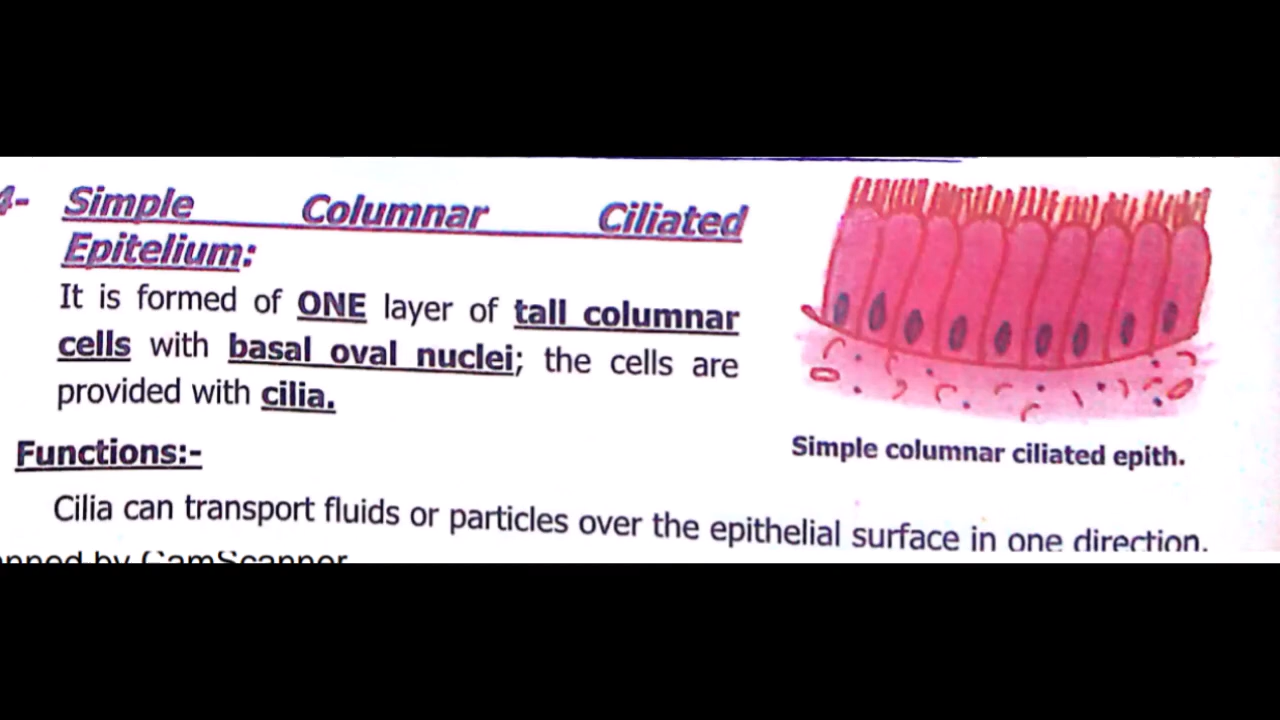 4- Simple Columnar Ciliated
Epitelium:
It is formed of ONE layer of tall columnar
cells with basal oval nuclei; the cells are
provided with cilia.
Simple columnar ciliated epith.
Functions:-
Cilia can transport fluids or particles over the epithelial surface in one direction.
by CamScanner